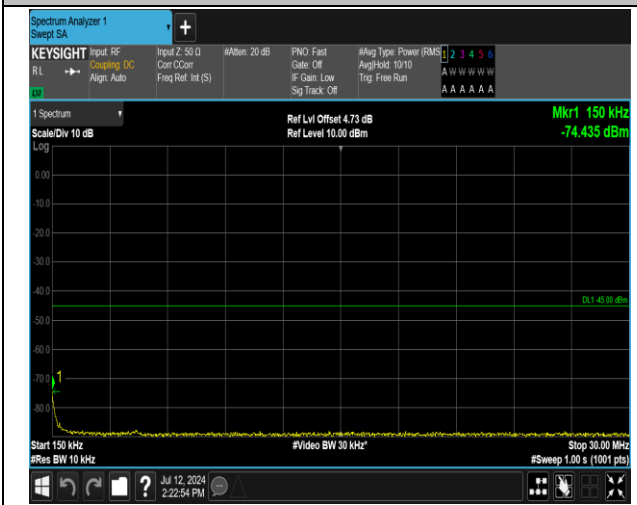 Spectrum Analyzer 1
Swept SA
+
KEYSIGHT
RL
LXI
Input: RF
Coupling: DC
Align: Auto
Input Z: 50 Ω
Corr CCorr
Freq Ref: Int (S)
#Atten: 20 dB
PNO: Fast
Gate: Off
IF Gain: Low
Sig Track: Off
#Avg Type: Power (RMS
Avg|Hold: 10/10
Trig: Free Run
1 2 3 4 5 6
A W W W W W
A A A A A A
1 Spectrum
Scale/Div 10 dB
Log
Ref Lvl Offset 4.73 dB
Ref Level 10.00 dBm
Mkr1 150 kHz
-74.435 dBm
0.00
-10.0
-20.0
-30.0
-40.0
DL1 -45.00 dBm
-50.0
-60.0
-70.0
1
-80.0
Start 150 kHz
#Res BW 10 kHz
#Video BW 30 kHz*
Stop 30.00 MHz
#Sweep 1.00 s (1001 pts)
?
Jul 12, 2024
2:22:54 PM